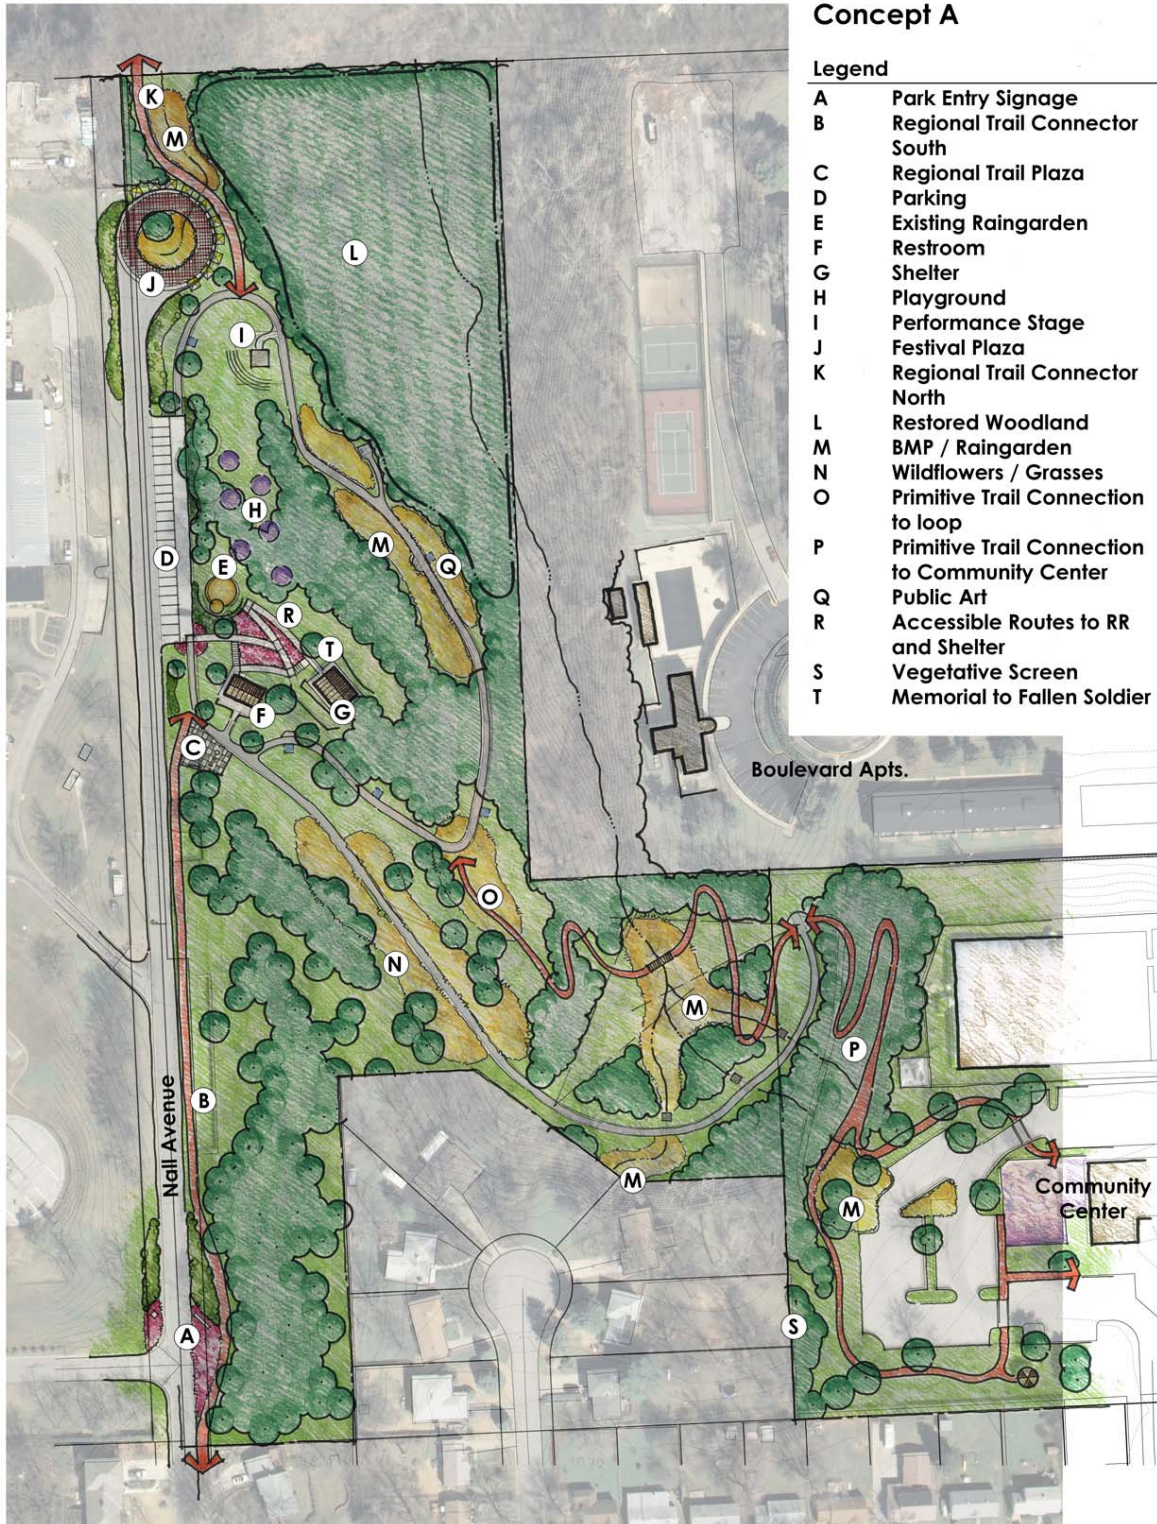 Concept A
Legend
A Park Entry Signage
B Regional Trail Connector
South
C Regional Trail Plaza
D Parking
E Existing Raingarden
F Restroom
G Shelter
H Playground
I Performance Stage
J Festival Plaza
K Regional Trail Connector
North
L Restored Woodland
M BMP / Raingarden
N Wildflowers / Grasses
O Primitive Trail Connection
to loop
P Primitive Trail Connection
to Community Center
Q Public Art
R Accessible Routes to RR
and Shelter
S Vegetative Screen
T Memorial to Fallen Soldier
K
M
L
J
I
H
M
Q
D
E
R
T
F
G
C
Boulevard Apts.
O
N
M
P
B
Nall Avenue
M
M
Community
Center
A
S